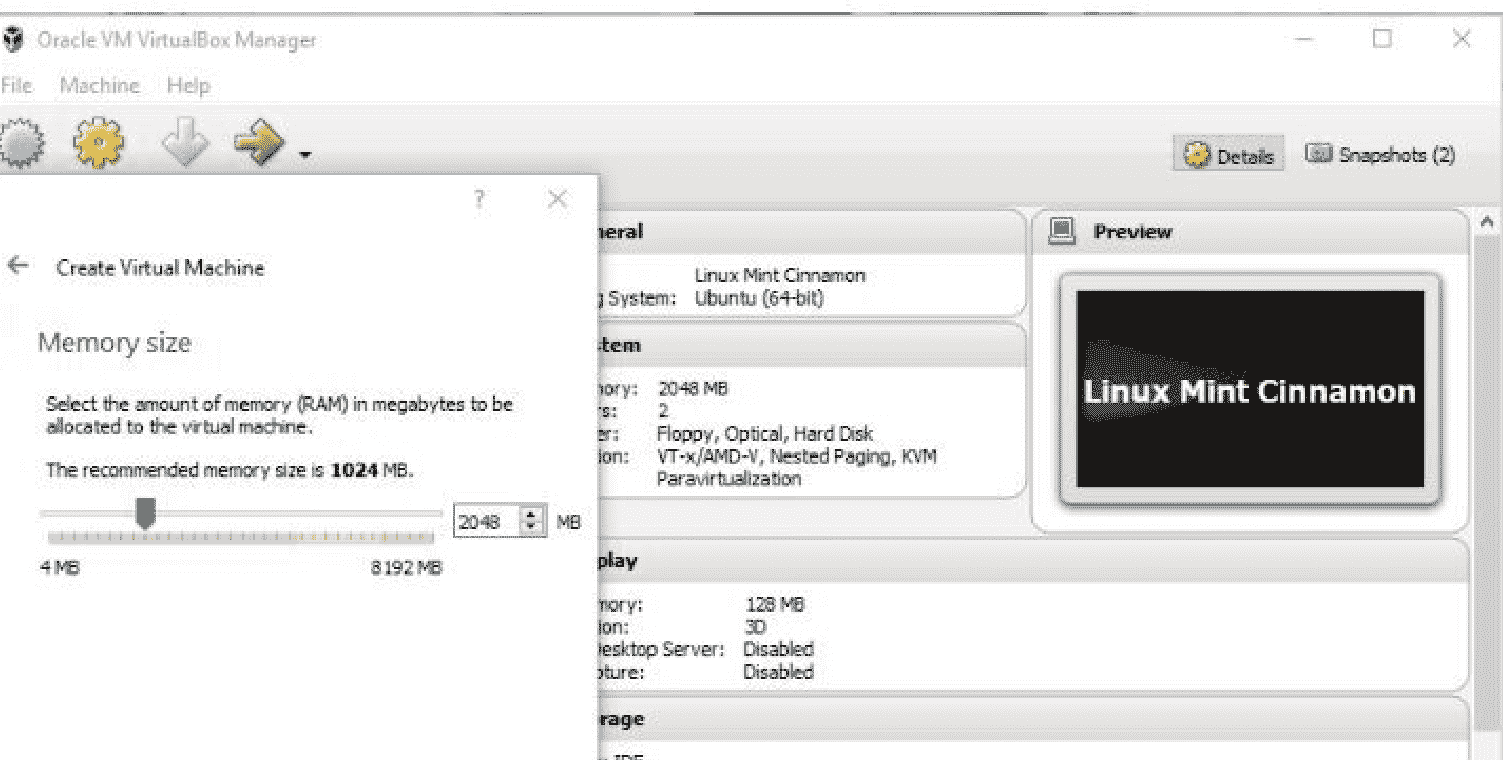 Oracle VM VirtualBox Manager
File Machine Help
Details Snapshots (2)
?
Create Virtual Machine
Memory size
Select the amount of memory (RAM) in megabytes to be
allocated to the virtual machine.
The recommended memory size is 1024 MB.
2048 MB
4 MB 8192 MB
neral
Linux Mint Cinnamon
g System: Ubuntu (64-bit)
tem
nory: 2048 MB
rs: 2
er: Floppy, Optical, Hard Disk
ion: VT-x/AMD-V, Nested Paging, KVM
Paravirtualization
Preview
Linux Mint Cinnamon
play
mory: 128 MB
ion: 3D
esktop Server: Disabled
pture: Disabled
rage